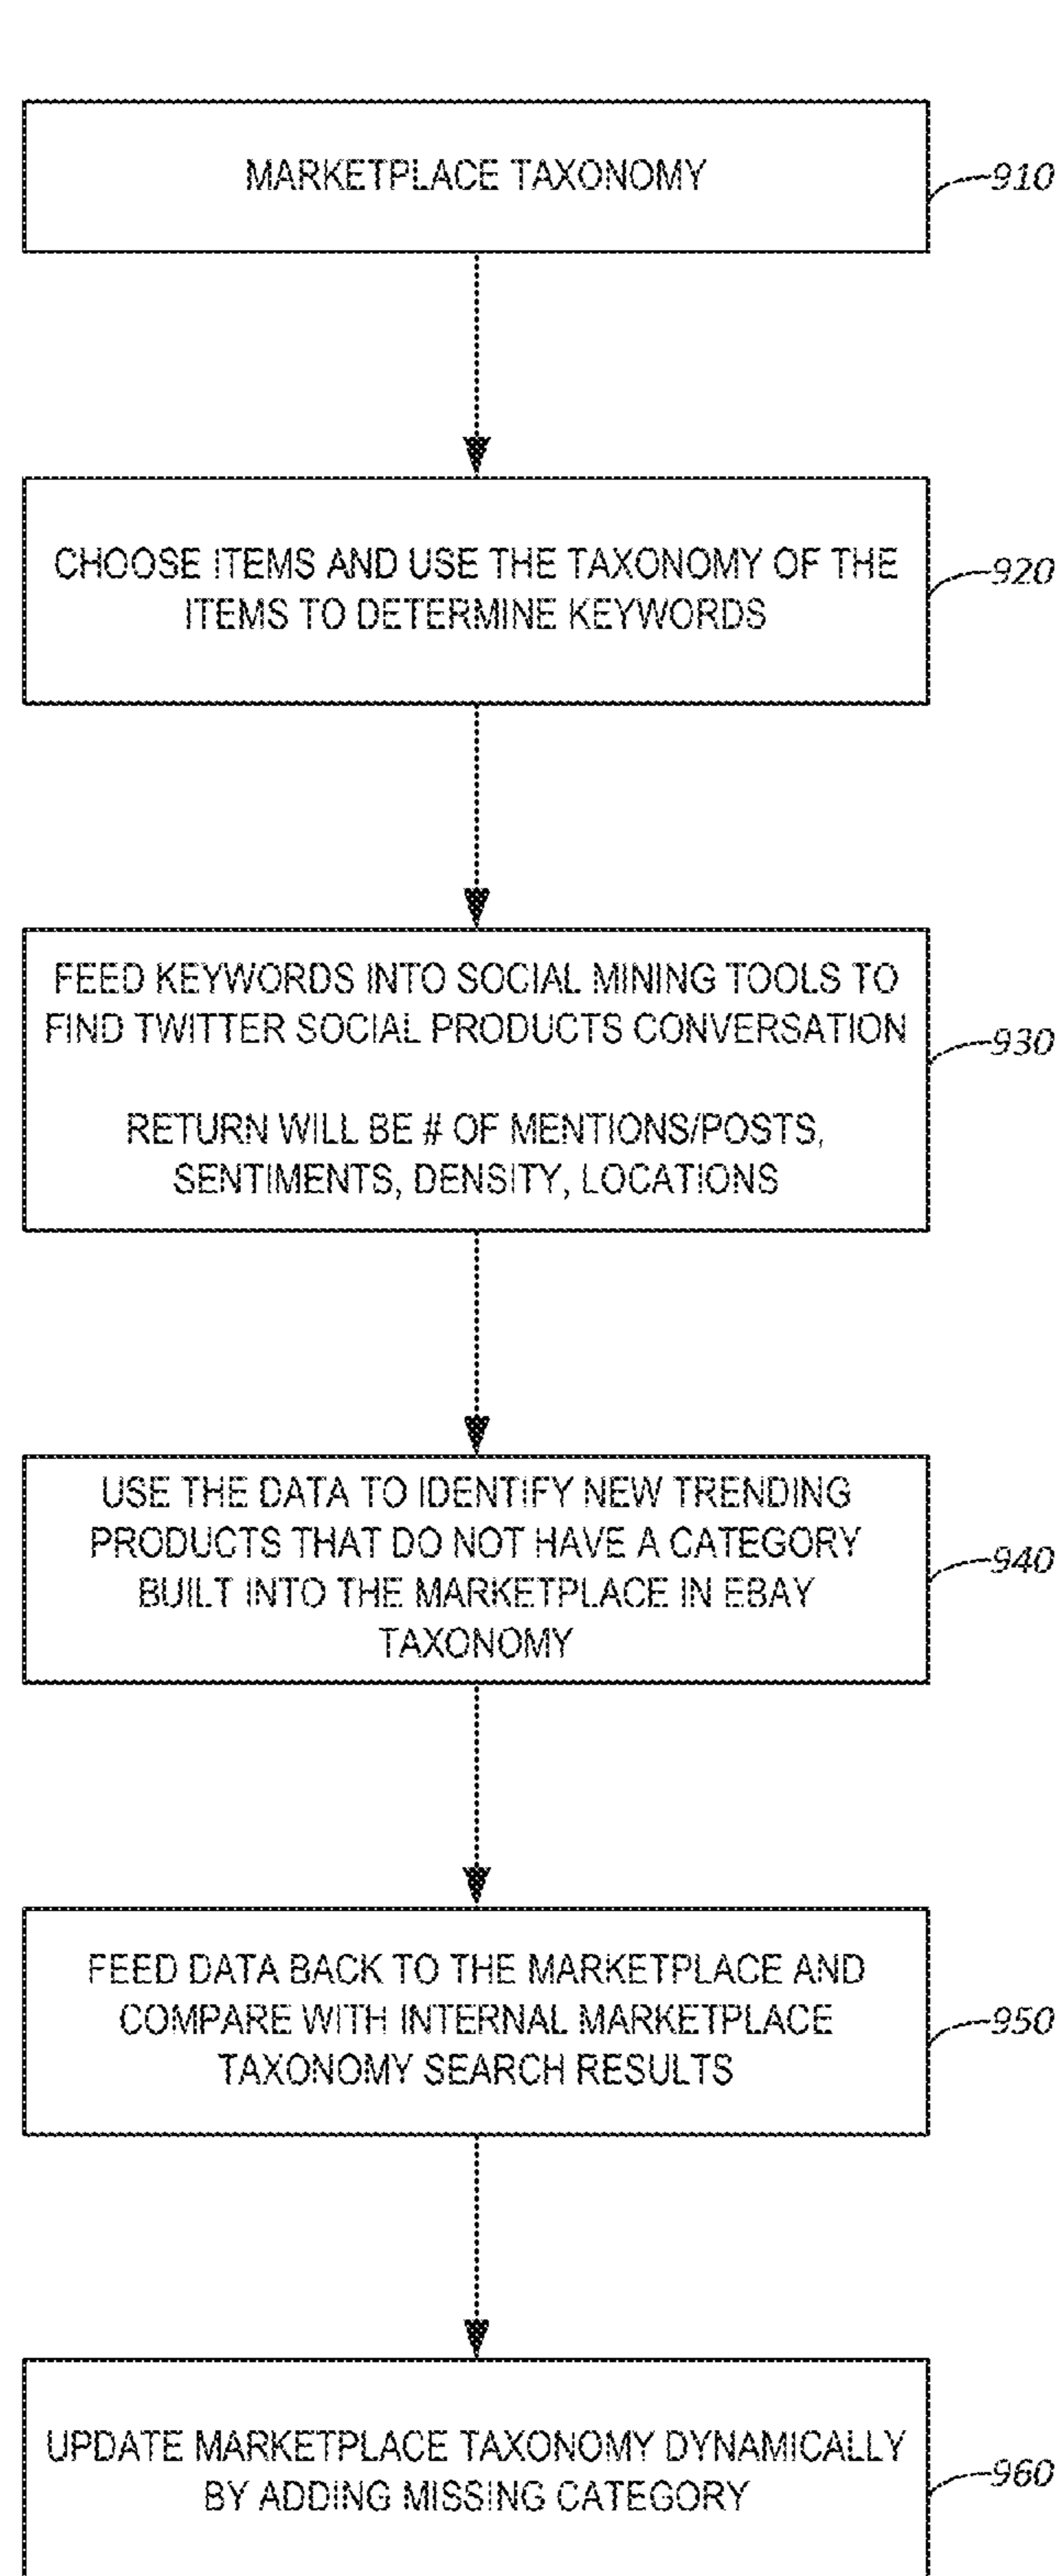 MARKETPLACE TAXONOMY
910
CHOOSE ITEMS AND USE THE TAXONOMY OF THE
ITEMS TO DETERMINE KEYWORDS
920
FEED KEYWORDS INTO SOCIAL MINING TOOLS TO
FIND TWITTER SOCIAL PRODUCTS CONVERSATION
RETURN WILL BE # OF MENTIONS/POSTS,
SENTIMENTS, DENSITY, LOCATIONS
930
USE THE DATA TO IDENTIFY NEW TRENDING
PRODUCTS THAT DO NOT HAVE A CATEGORY
BUILT INTO THE MARKETPLACE IN EBAY
TAXONOMY
940
FEED DATA BACK TO THE MARKETPLACE AND
COMPARE WITH INTERNAL MARKETPLACE
TAXONOMY SEARCH RESULTS
950
UPDATE MARKETPLACE TAXONOMY DYNAMICALLY
BY ADDING MISSING CATEGORY
960